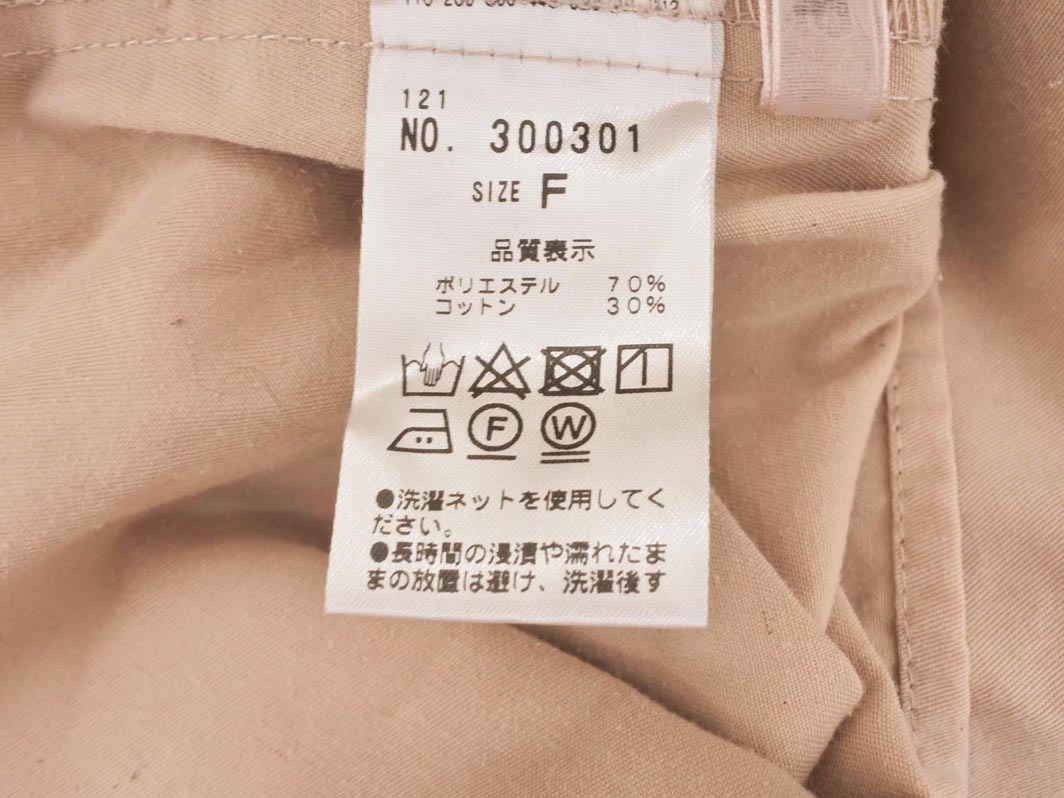 121
NO. 300301
SIZE F
品質表示
ポリエステル 70%
コットン 30%
F W
●洗濯ネットを使用してく
ださい。
●長時間の浸漬や濡れたま
まの放置は避け、洗濯後す